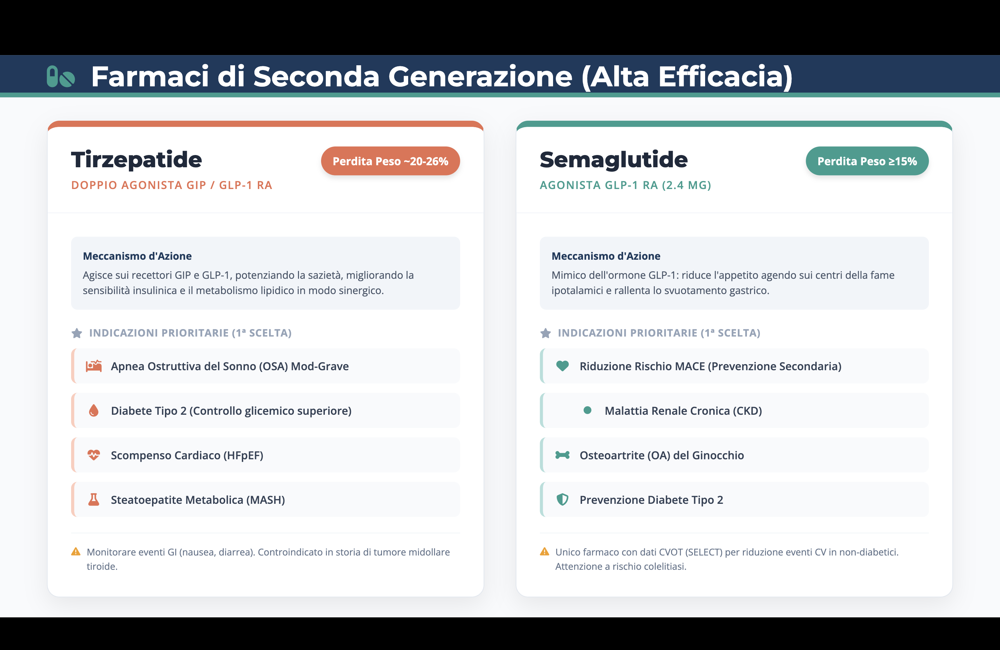 Farmaci di Seconda Generazione (Alta Efficacia)
Tirzepatide
Perdita Peso ~20-26%
DOPPIO AGONISTA GIP / GLP-1 RA
Meccanismo d'Azione
Agisce sui recettori GIP e GLP-1, potenziando la sazietà, migliorando la
sensibilità insulinica e il metabolismo lipidico in modo sinergico.
INDICAZIONI PRIORITARIE (1ª SCELTA)
Apnea Ostruttiva del Sonno (OSA) Mod-Grave
Diabete Tipo 2 (Controllo glicemico superiore)
Scompenso Cardiaco (HFpEF)
Steatoepatite Metabolica (MASH)
Monitorare eventi GI (nausea, diarrea). Controindicato in storia di tumore midollare
tiroide.
Semaglutide
Perdita Peso ≥15%
AGONISTA GLP-1 RA (2.4 MG)
Meccanismo d'Azione
Mimico dell'ormone GLP-1: riduce l'appetito agendo sui centri della fame
ipotalamici e rallenta lo svuotamento gastrico.
INDICAZIONI PRIORITARIE (1ª SCELTA)
Riduzione Rischio MACE (Prevenzione Secondaria)
Malattia Renale Cronica (CKD)
Osteoartrite (OA) del Ginocchio
Prevenzione Diabete Tipo 2
Unico farmaco con dati CVOT (SELECT) per riduzione eventi CV in non-diabetici.
Attenzione a rischio colelitiasi.